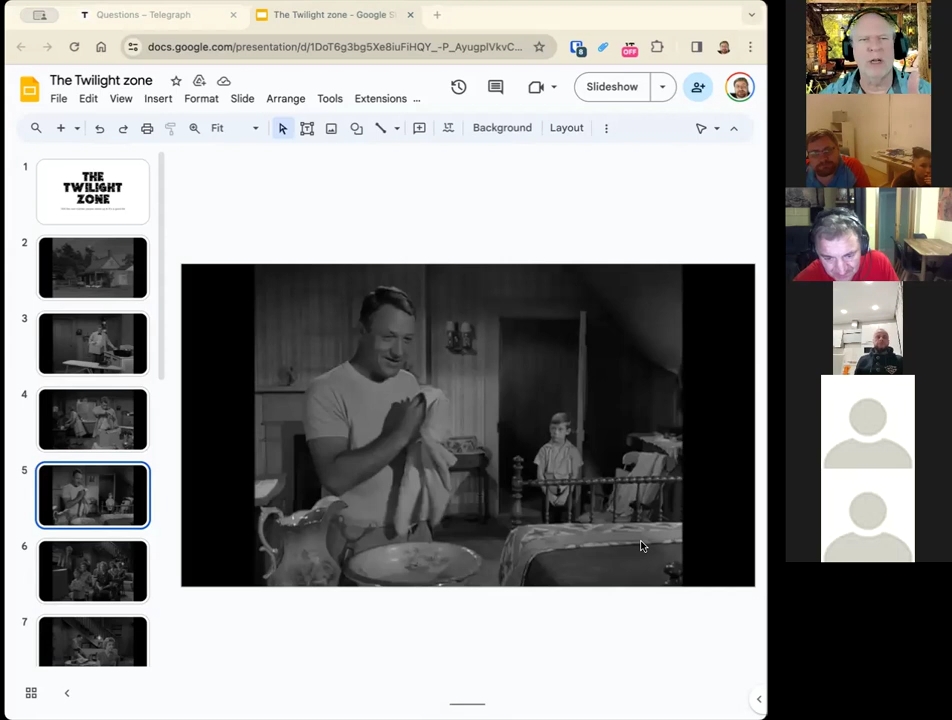 Questions – Telegraph
The Twilight zone - Google Sl
docs.google.com/presentation/d/1DoT6g3bg5Xe8iuFiHQY_-P_AyugplVkvC...
OFF
The Twilight zone
File Edit View Insert Format Slide Arrange Tools Extensions ...
Slideshow
Fit
Background
Layout
1
THE
TWILIGHT
ZONE
2
3
4
5
6
7